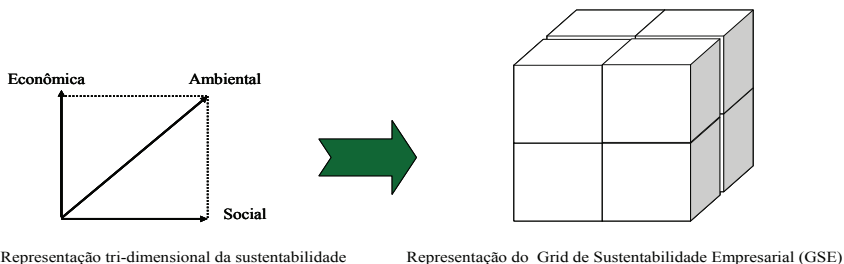 Econômica
Ambiental
Social
Representação tri-dimensional da sustentabilidade
Representação do Grid de Sustentabilidade Empresarial (GSE)